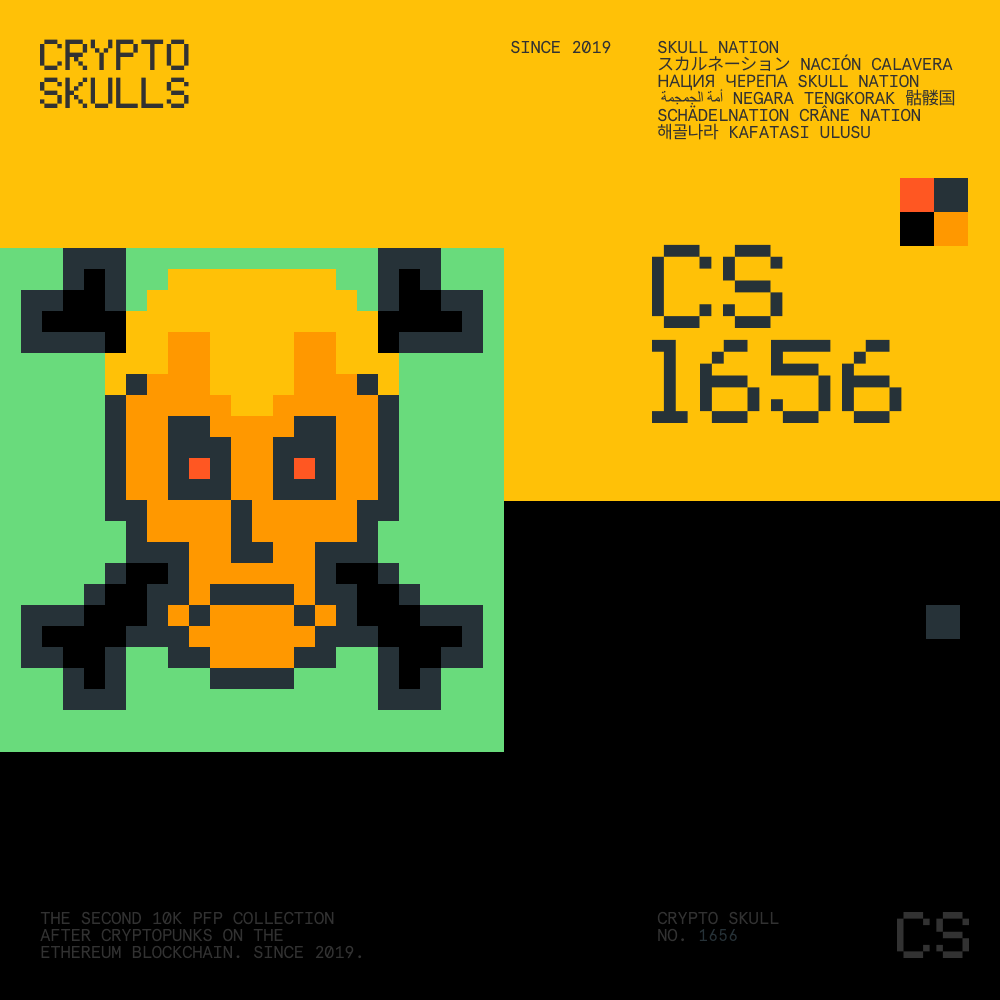 CRYPTO
SKULLS
SINCE 2019
SKULL NATION
スカルネーション NACIÓN CALAVERA
НАЦИЯ ЧЕРЕПА SKULL NATION
أمة الجمجمة NEGARA TENGKORAK 骷髅国
SCHÄDELNATION CRÂNE NATION
해골나라 KAFATASI ULUSU
CS
1656
THE SECOND 10K PFP COLLECTION
AFTER CRYPTOPUNKS ON THE
ETHEREUM BLOCKCHAIN. SINCE 2019.
CRYPTO SKULL
NO. 1656
CS